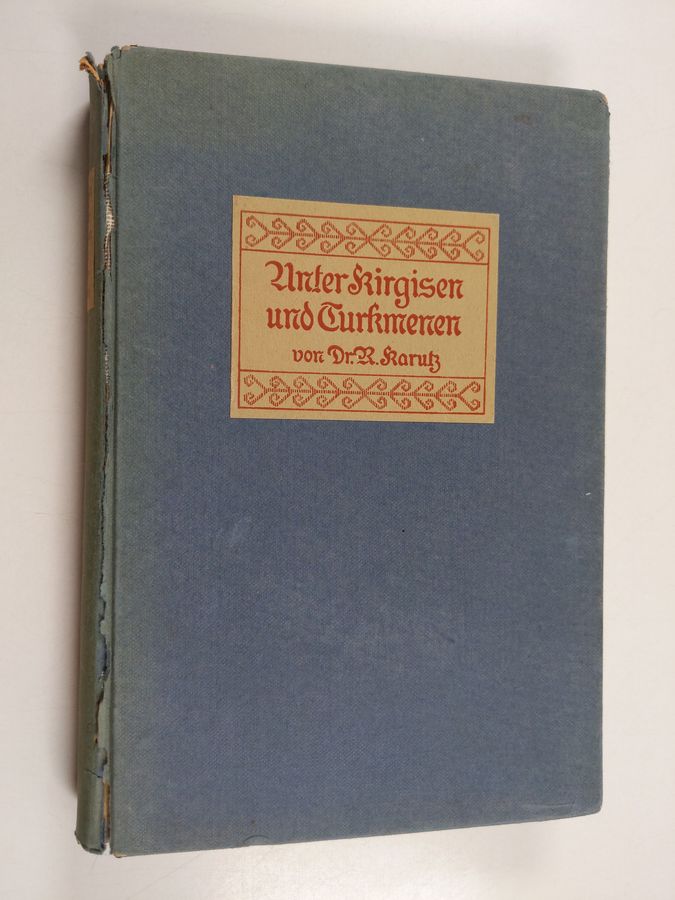 Unter Kirgisen
und Turkmenen
von Dr. R. Karutz